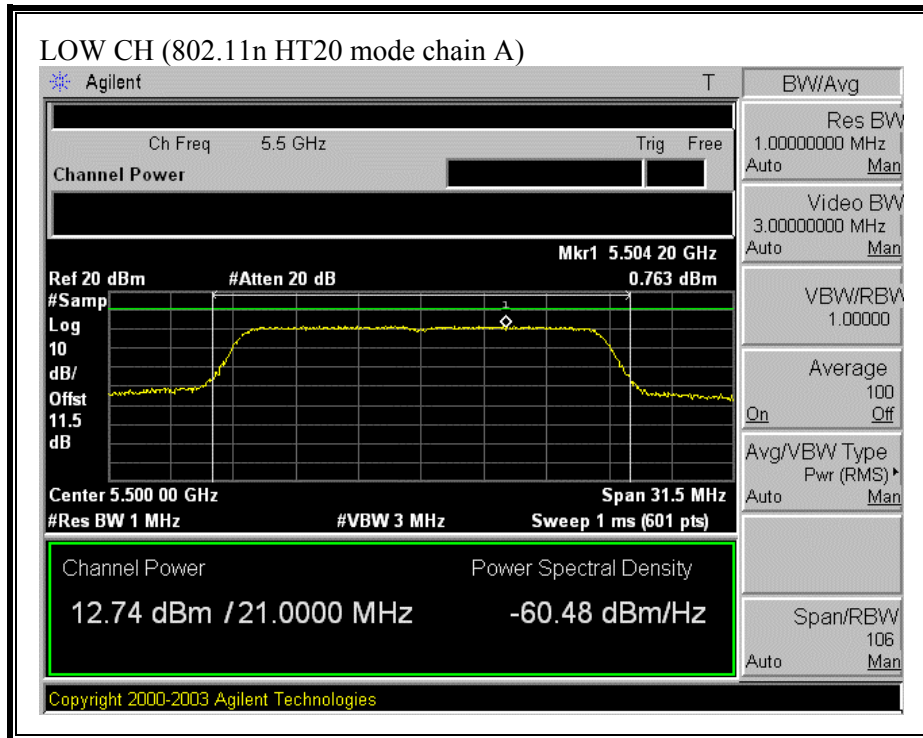 LOW CH (802.11n HT20 mode chain A)
Agilent T
Ch Freq 5.5 GHz Trig Free
Channel Power
Mkr1 5.504 20 GHz
Ref 20 dBm #Atten 20 dB 0.763 dBm
#Samp
Log
10
dB/
Offst
11.5
dB
1
Center 5.500 00 GHz Span 31.5 MHz
#Res BW 1 MHz #VBW 3 MHz Sweep 1 ms (601 pts)
Channel Power Power Spectral Density
12.74 dBm / 21.0000 MHz -60.48 dBm/Hz
Copyright 2000-2003 Agilent Technologies
BW/Avg
Res BW
1.00000000 MHz
Auto Man
Video BW
3.00000000 MHz
Auto Man
VBW/RBW
1.00000
Average
100
On Off
Avg/VBW Type
Pwr (RMS)
Auto Man
Span/RBW
106
Auto Man